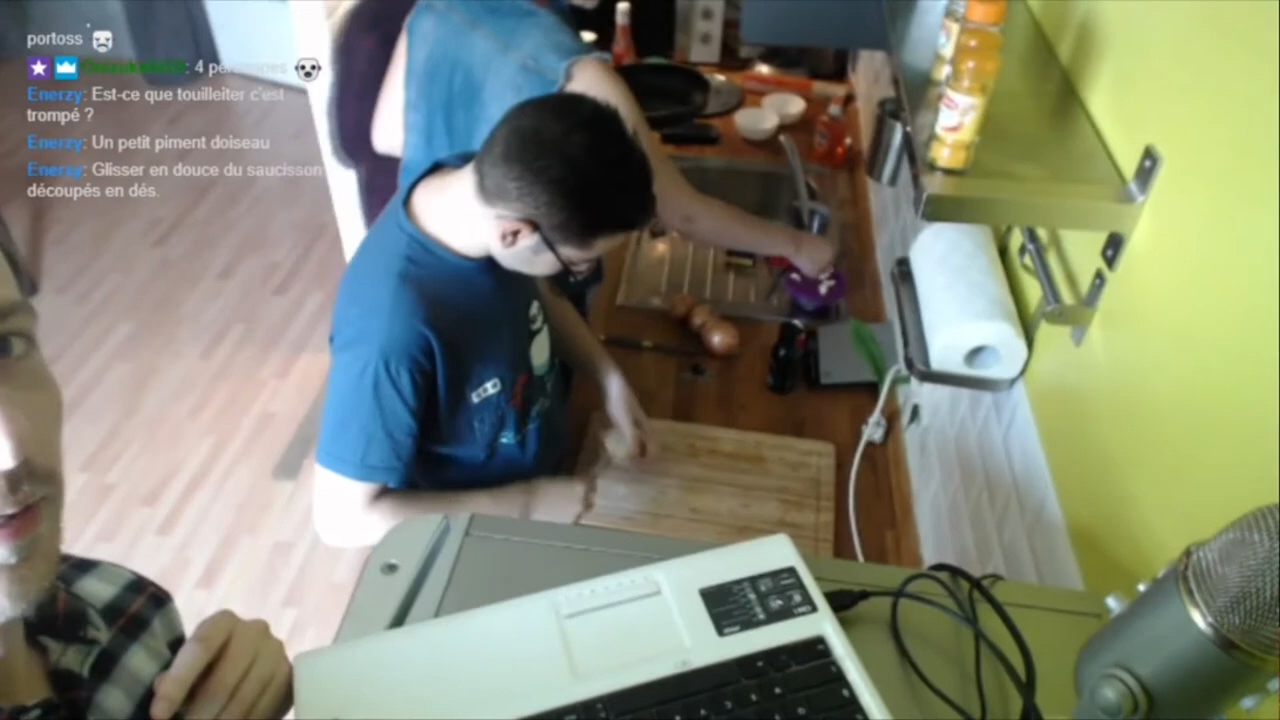 portoss
: 4 personnes
Enerzy: Est-ce que touilleiter c'est
trompé ?
Enerzy: Un petit piment doiseau
Enerzy: Glisser en douce du saucisson
découpés en dés.